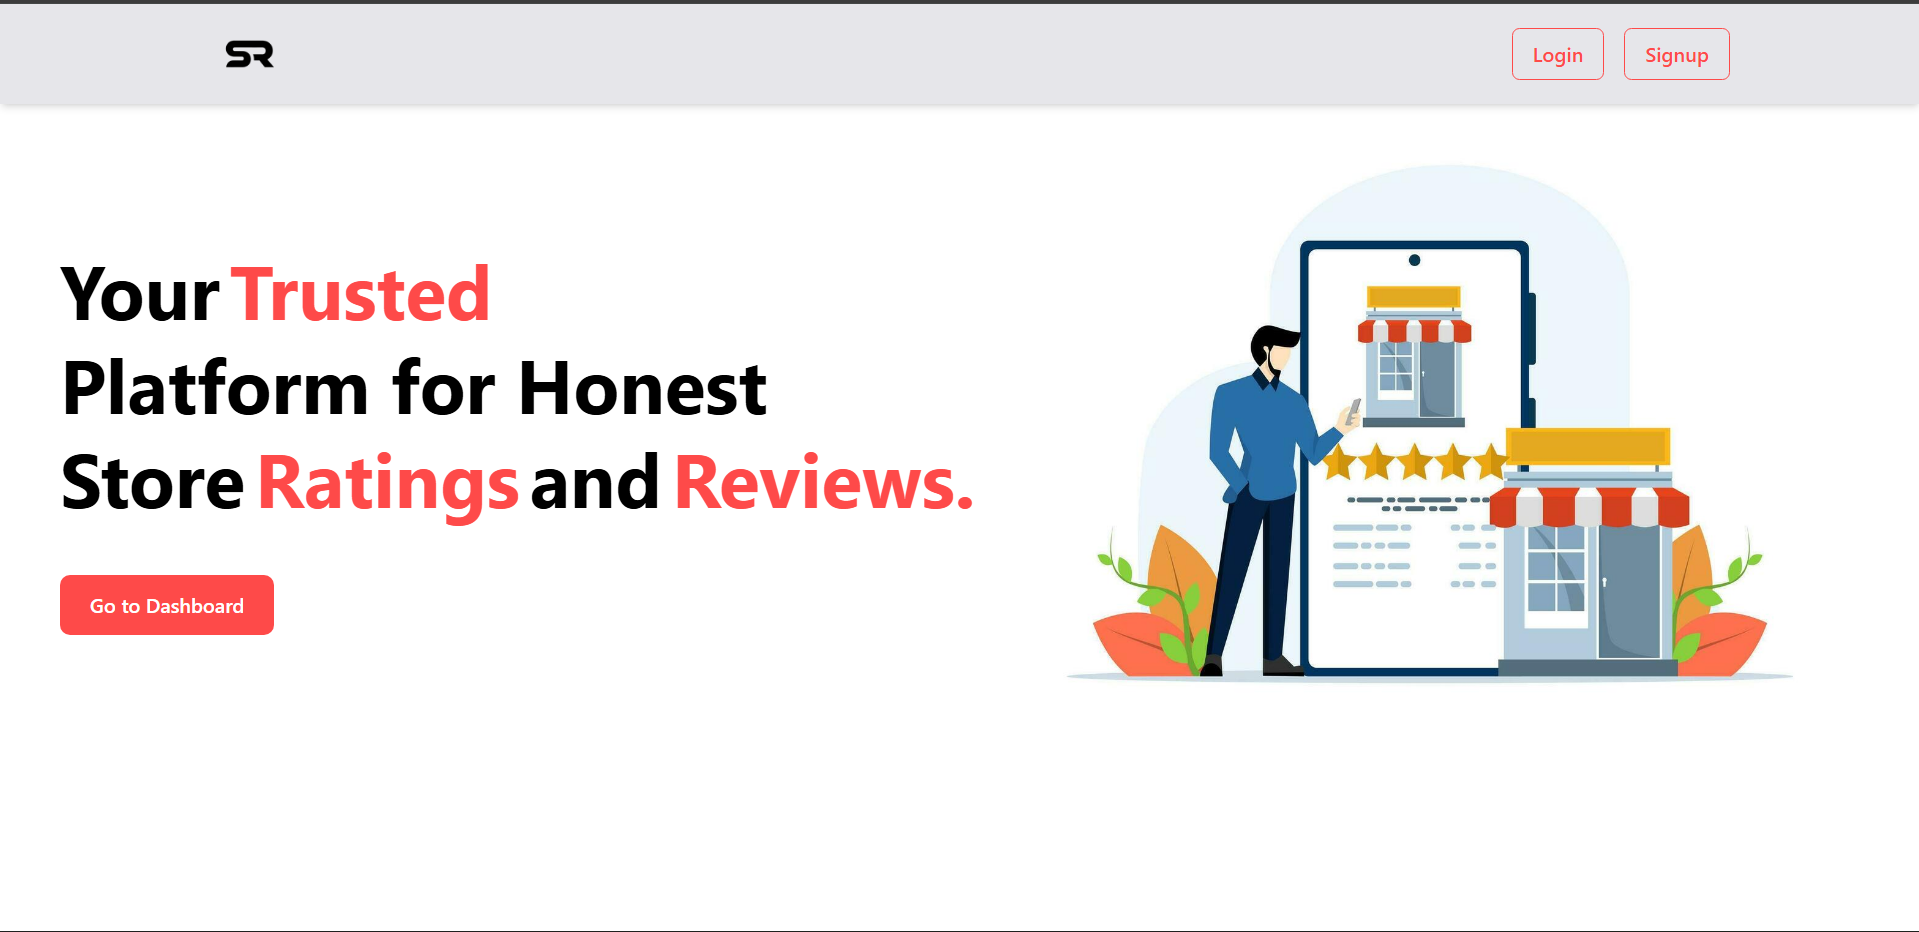 SR
Login
Signup
Your Trusted
Platform for Honest
Store Ratings and Reviews.
Go to Dashboard